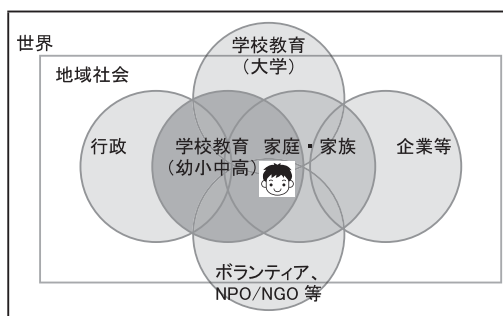 世界
学校教育
（大学）
地域社会
行政
学校教育
（幼小中高）
家庭・家族
企業等
ボランティア、
NPO/NGO 等